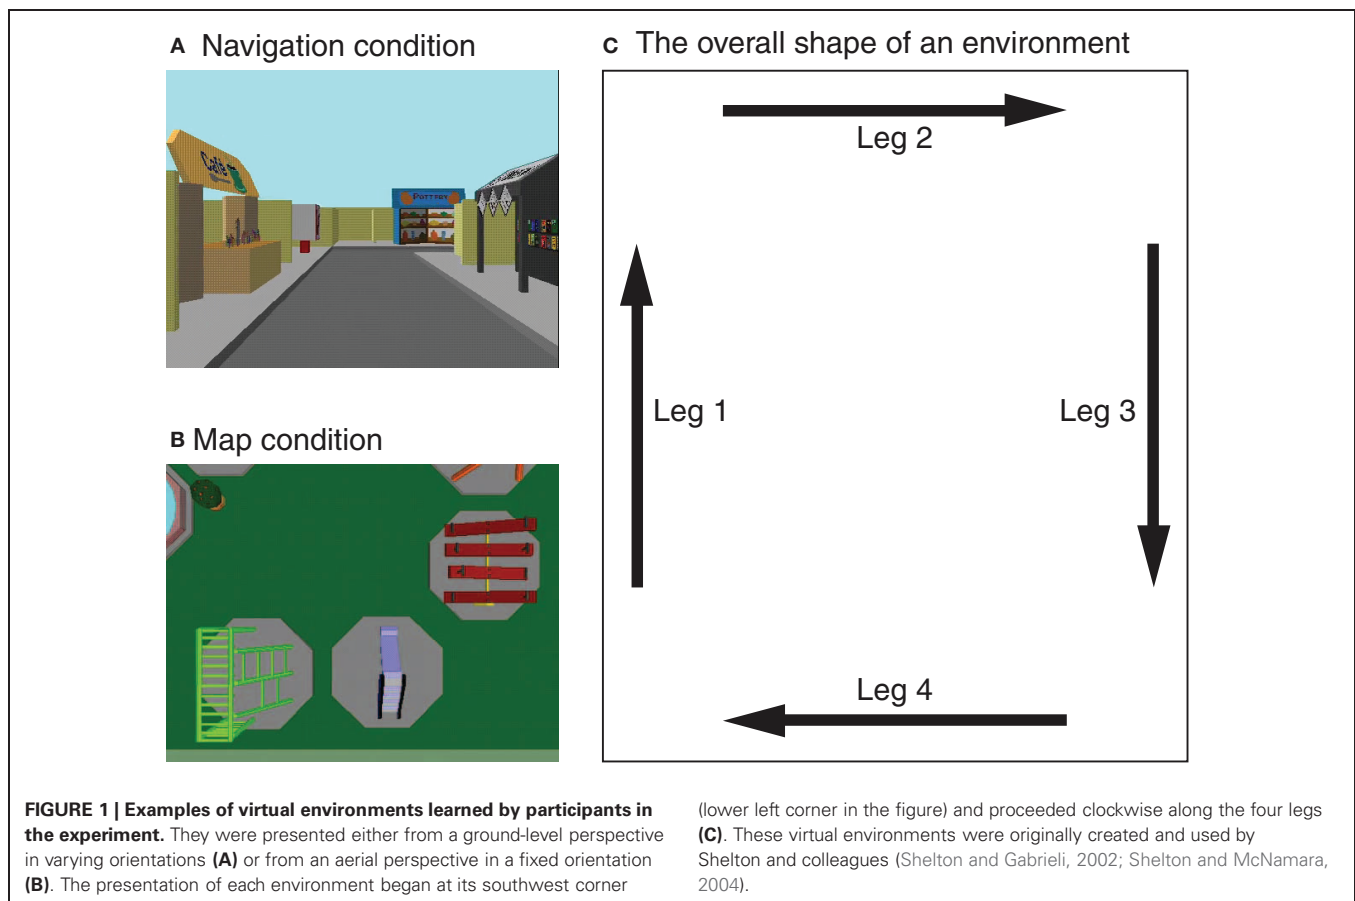 A Navigation condition
Café
POTTERY
B Map condition
C The overall shape of an environment
Leg 2
Leg 1
Leg 3
Leg 4
FIGURE 1 | Examples of virtual environments learned by participants in
the experiment. They were presented either from a ground-level perspective
in varying orientations (A) or from an aerial perspective in a fixed orientation
(B). The presentation of each environment began at its southwest corner
(lower left corner in the figure) and proceeded clockwise along the four legs
(C). These virtual environments were originally created and used by
Shelton and colleagues (Shelton and Gabrieli, 2002; Shelton and McNamara,
2004).